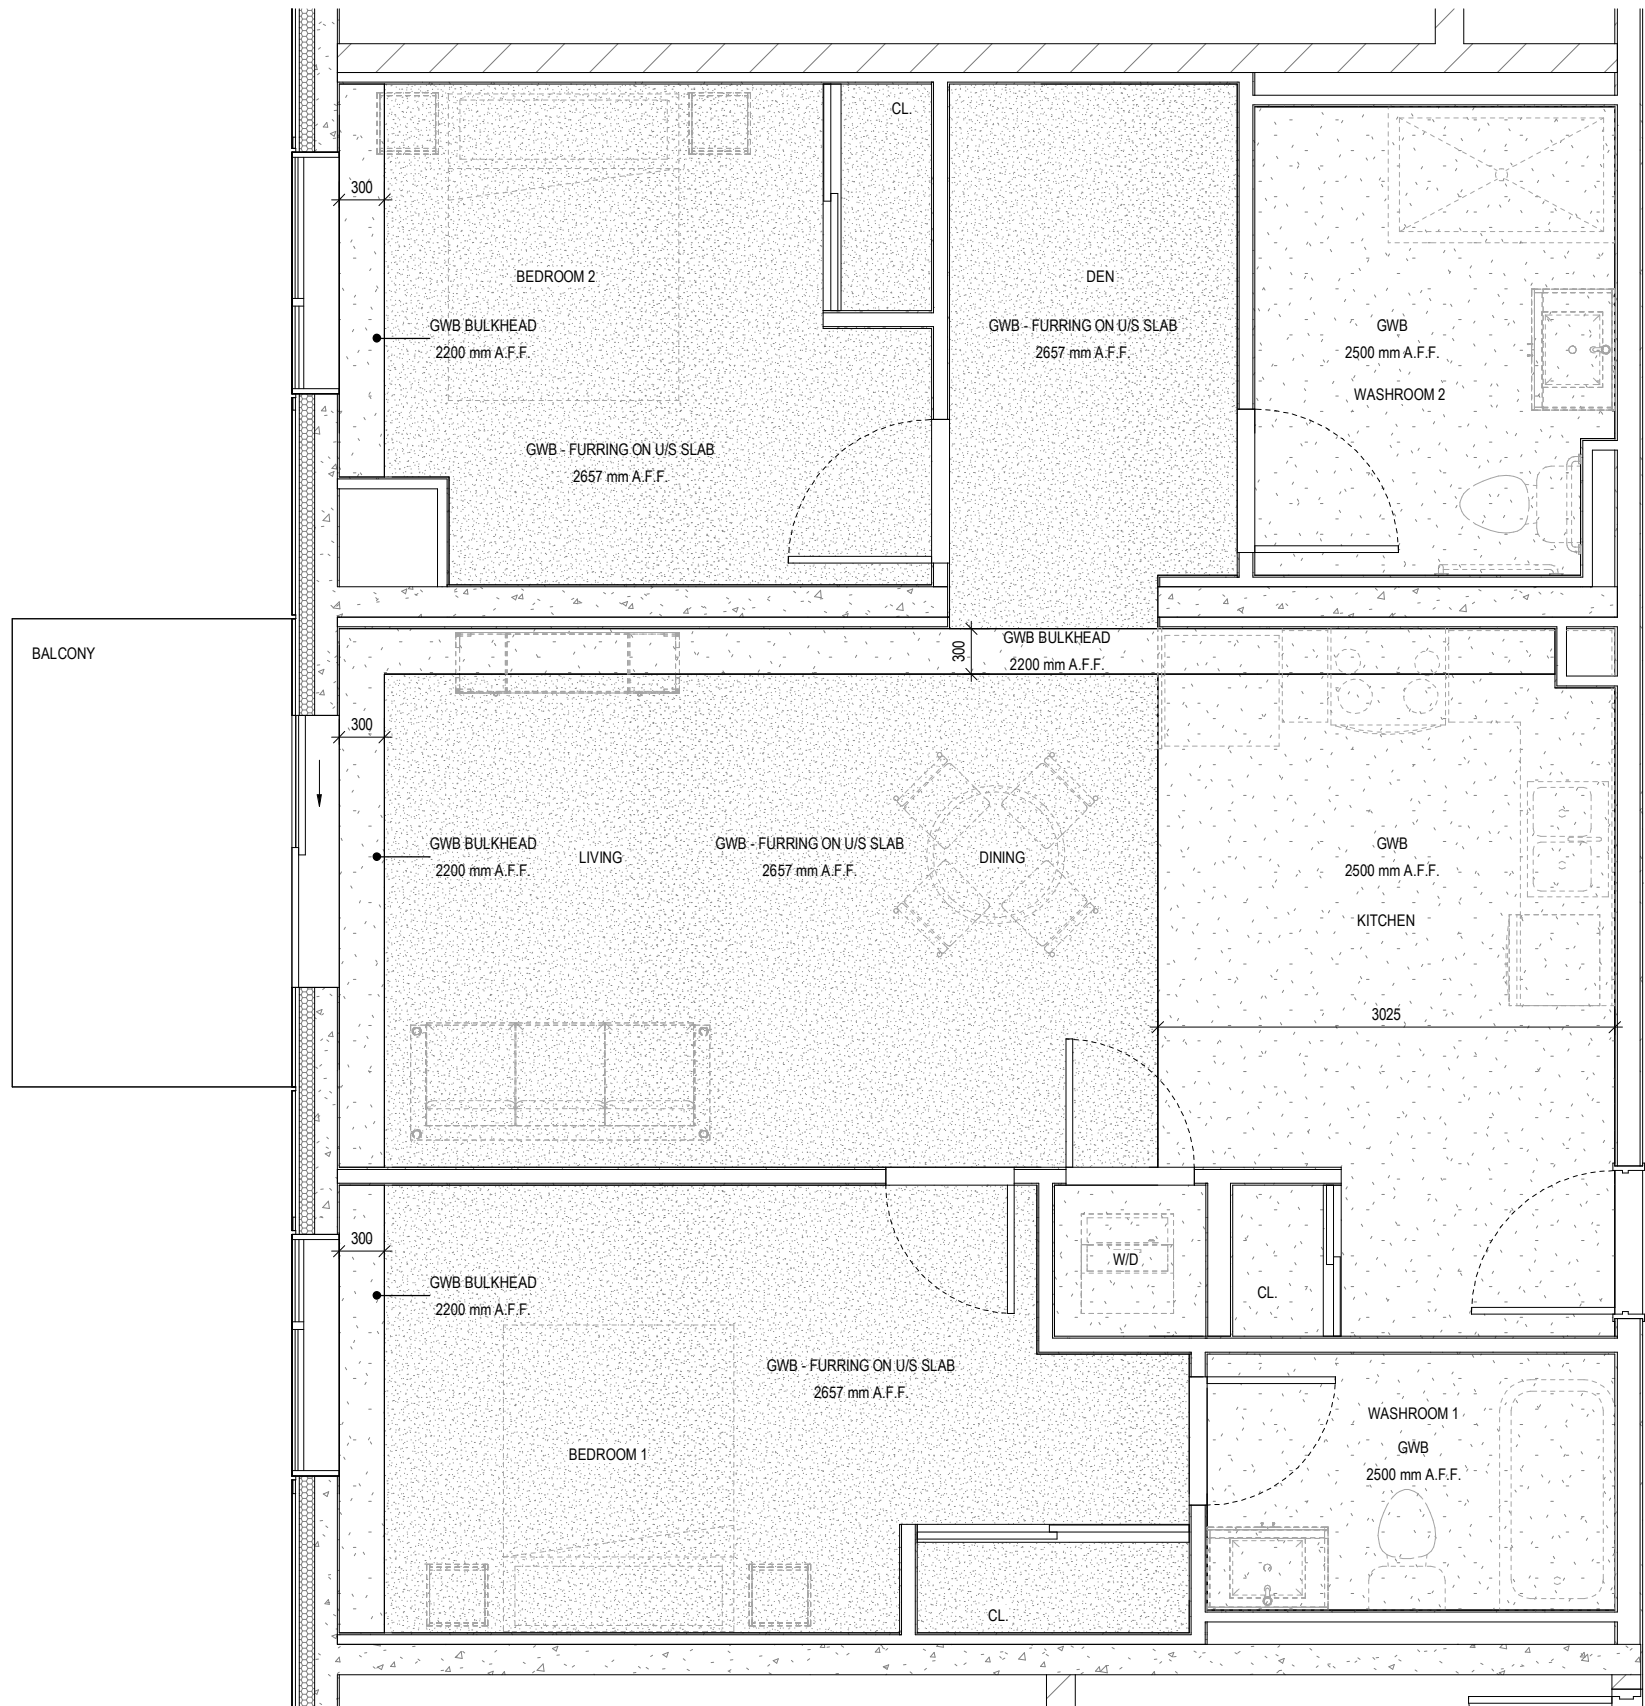 CL.
300
BEDROOM 2
DEN
GWB BULKHEAD
2200 mm A.F.F.
GWB - FURRING ON U/S SLAB
2657 mm A.F.F.
GWB
2500 mm A.F.F.
WASHROOM 2
GWB - FURRING ON U/S SLAB
2657 mm A.F.F.
BALCONY
300
GWB BULKHEAD
2200 mm A.F.F.
300
GWB BULKHEAD
2200 mm A.F.F.
LIVING
GWB - FURRING ON U/S SLAB
2657 mm A.F.F.
DINING
GWB
2500 mm A.F.F.
KITCHEN
3025
300
GWB BULKHEAD
2200 mm A.F.F.
W/D
CL.
GWB - FURRING ON U/S SLAB
2657 mm A.F.F.
BEDROOM 1
WASHROOM 1
GWB
2500 mm A.F.F.
CL.